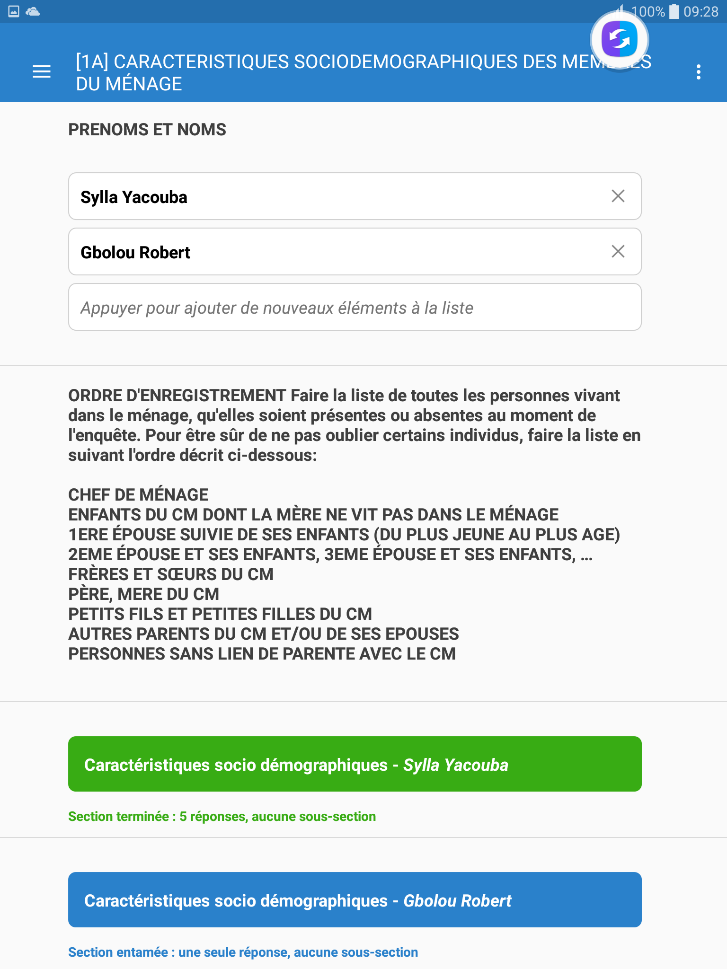 100% 09:28
[1A] CARACTERISTIQUES SOCIODEMOGRAPHIQUES DES
DU MÉNAGE
PRENOMS ET NOMS
Sylla Yacouba
Gbolou Robert
Appuyer pour ajouter de nouveaux éléments à la liste
ORDRE D'ENREGISTREMENT Faire la liste de toutes les personnes vivant
dans le ménage, qu'elles soient présentes ou absentes au moment de
l'enquête. Pour être sûr de ne pas oublier certains individus, faire la liste en
suivant l'ordre décrit ci-dessous:
CHEF DE MÉNAGE
ENFANTS DU CM DONT LA MÈRE NE VIT PAS DANS LE MÉNAGE
1ERE ÉPOUSE SUIVIE DE SES ENFANTS (DU PLUS JEUNE AU PLUS AGE)
2EME ÉPOUSE ET SES ENFANTS, 3EME ÉPOUSE ET SES ENFANTS, ...
FRÈRES ET SŒURS DU CM
PÈRE, MERE DU CM
PETITS FILS ET PETITES FILLES DU CM
AUTRES PARENTS DU CM ET/OU DE SES EPOUSES
PERSONNES SANS LIEN DE PARENTE AVEC LE CM
Caractéristiques socio démographiques - Sylla Yacouba
Section terminée : 5 réponses, aucune sous-section
Caractéristiques socio démographiques - Gbolou Robert
Section entamée : une seule réponse, aucune sous-section